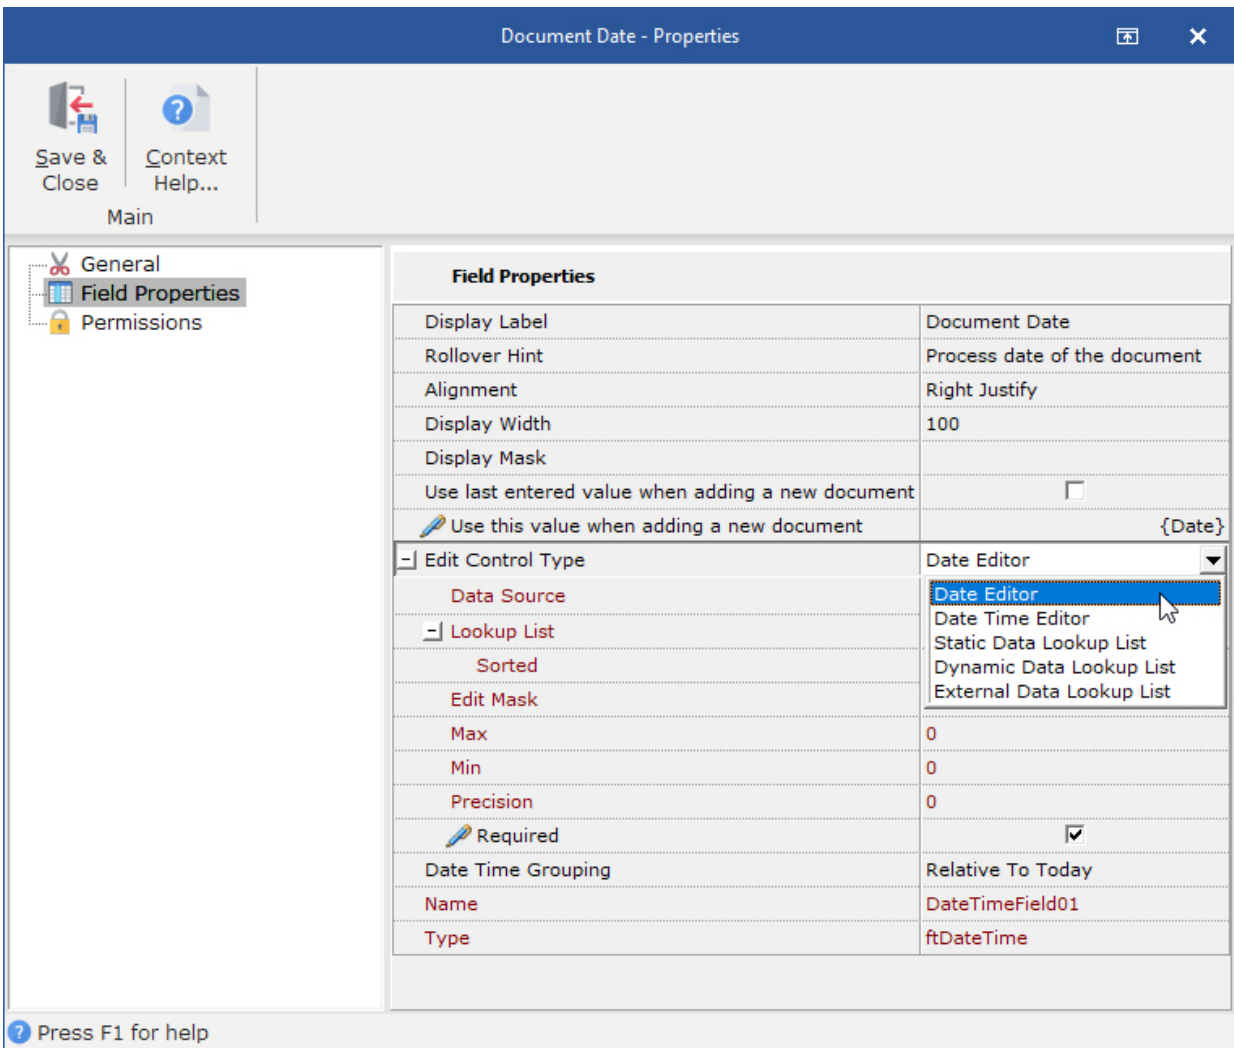 Document Date - Properties
Save & Close
Context Help...
Main
General
Field Properties
Permissions
Field Properties
Display Label Document Date
Rollover Hint Process date of the document
Alignment Right Justify
Display Width 100
Display Mask
Use last entered value when adding a new document
Use this value when adding a new document {Date}
Edit Control Type Date Editor
Data Source
Lookup List
Sorted
Edit Mask
Date Editor
Date Time Editor
Static Data Lookup List
Dynamic Data Lookup List
External Data Lookup List
Max 0
Min 0
Precision 0
Required
Date Time Grouping Relative To Today
Name DateTimeField01
Type ftDateTime
Press F1 for help